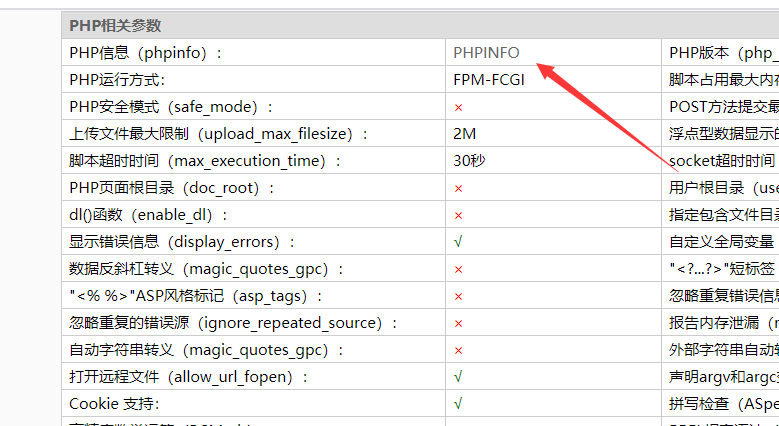 PHP相关参数
PHP信息（phpinfo）： PHPINFO PHP版本（php_
PHP运行方式： FPM-FCGI 脚本占用最大内存
PHP安全模式（safe_mode）： × POST方法提交最
上传文件最大限制（upload_max_filesize）： 2M 浮点型数据显示的
脚本超时时间（max_execution_time）： 30秒 socket超时时间
PHP页面根目录（doc_root）： × 用户根目录（use
dl()函数（enable_dl）： × 指定包含文件目录
显示错误信息（display_errors）： √ 自定义全局变量
数据反斜杠转义（magic_quotes_gpc）： × "<?...?>"短标签
"<% %>"ASP风格标记（asp_tags）： × 忽略重复错误信息
忽略重复的错误源（ignore_repeated_source）： × 报告内存泄漏（r
自动字符串转义（magic_quotes_gpc）： × 外部字符串自动转
打开远程文件（allow_url_fopen）： √ 声明argv和argc变
Cookie 支持： √ 拼写检查（ASpe